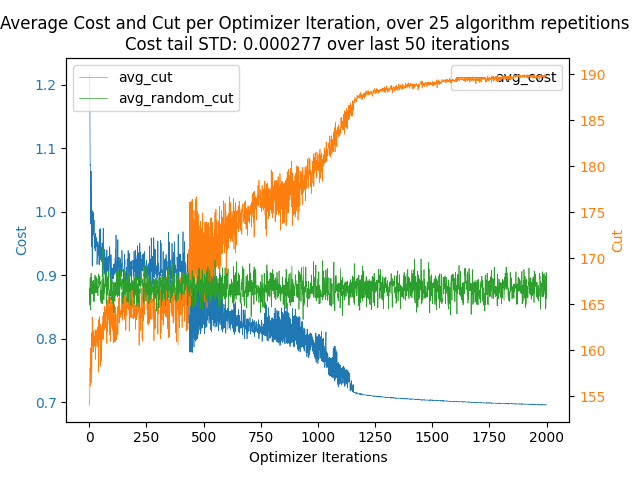 Average Cost and Cut per Optimizer Iteration, over 25 algorithm repetitions
Cost tail STD: 0.000277 over last 50 iterations
avg_cut
avg_random_cut
avg_cost
1.2
1.1
1.0
0.9
0.8
0.7
Cost
190
185
180
175
170
165
160
155
Cut
0
250
500
750
1000
1250
1500
1750
2000
Optimizer Iterations